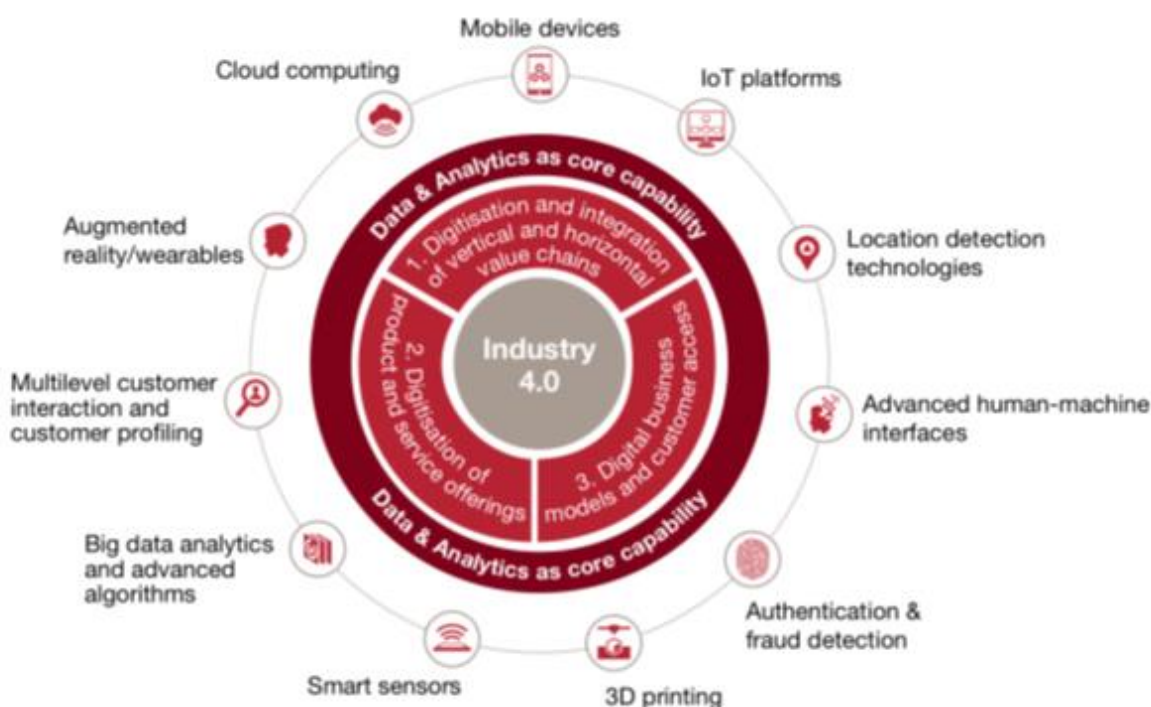 Mobile devices
Cloud computing
IoT platforms
Data & Analytics as core capability
1. Digitisation and integration
of vertical and horizontal
value chains
Augmented
reality/wearables
Location detection
technologies
Industry
4.0
2. Digitisation of
product and service offerings
3. Digital business
models and customer access
Multilevel customer
interaction and
customer profiling
Advanced human-machine
interfaces
Data & Analytics as core capability
Big data analytics
and advanced
algorithms
Authentication &
fraud detection
Smart sensors
3D printing